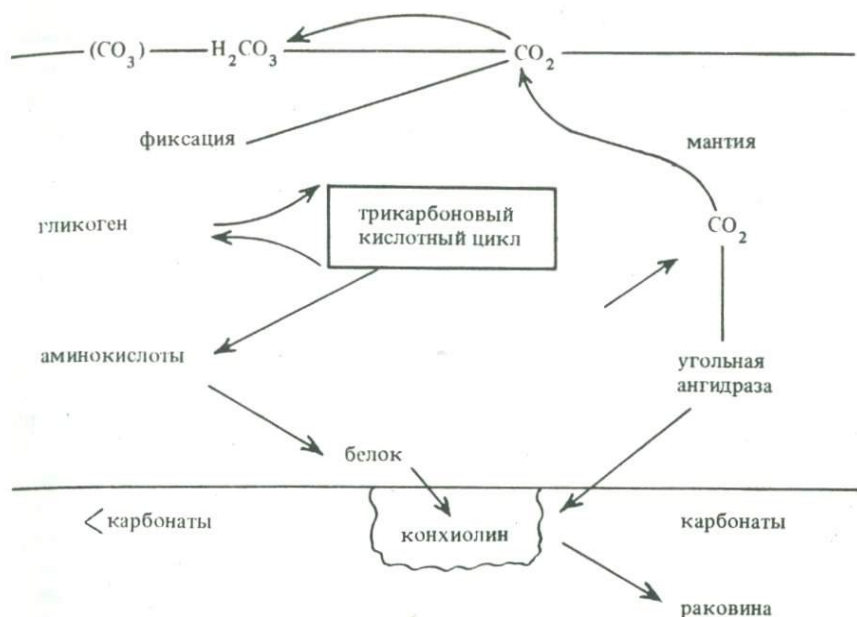 (CO₃) H₂CO₃ CO₂
фиксация
мантия
гликоген
трикарбоновый
кислотный цикл
CO₂
аминокислоты
угольная
ангидраза
белок
карбонаты
конхиолин
карбонаты
раковина